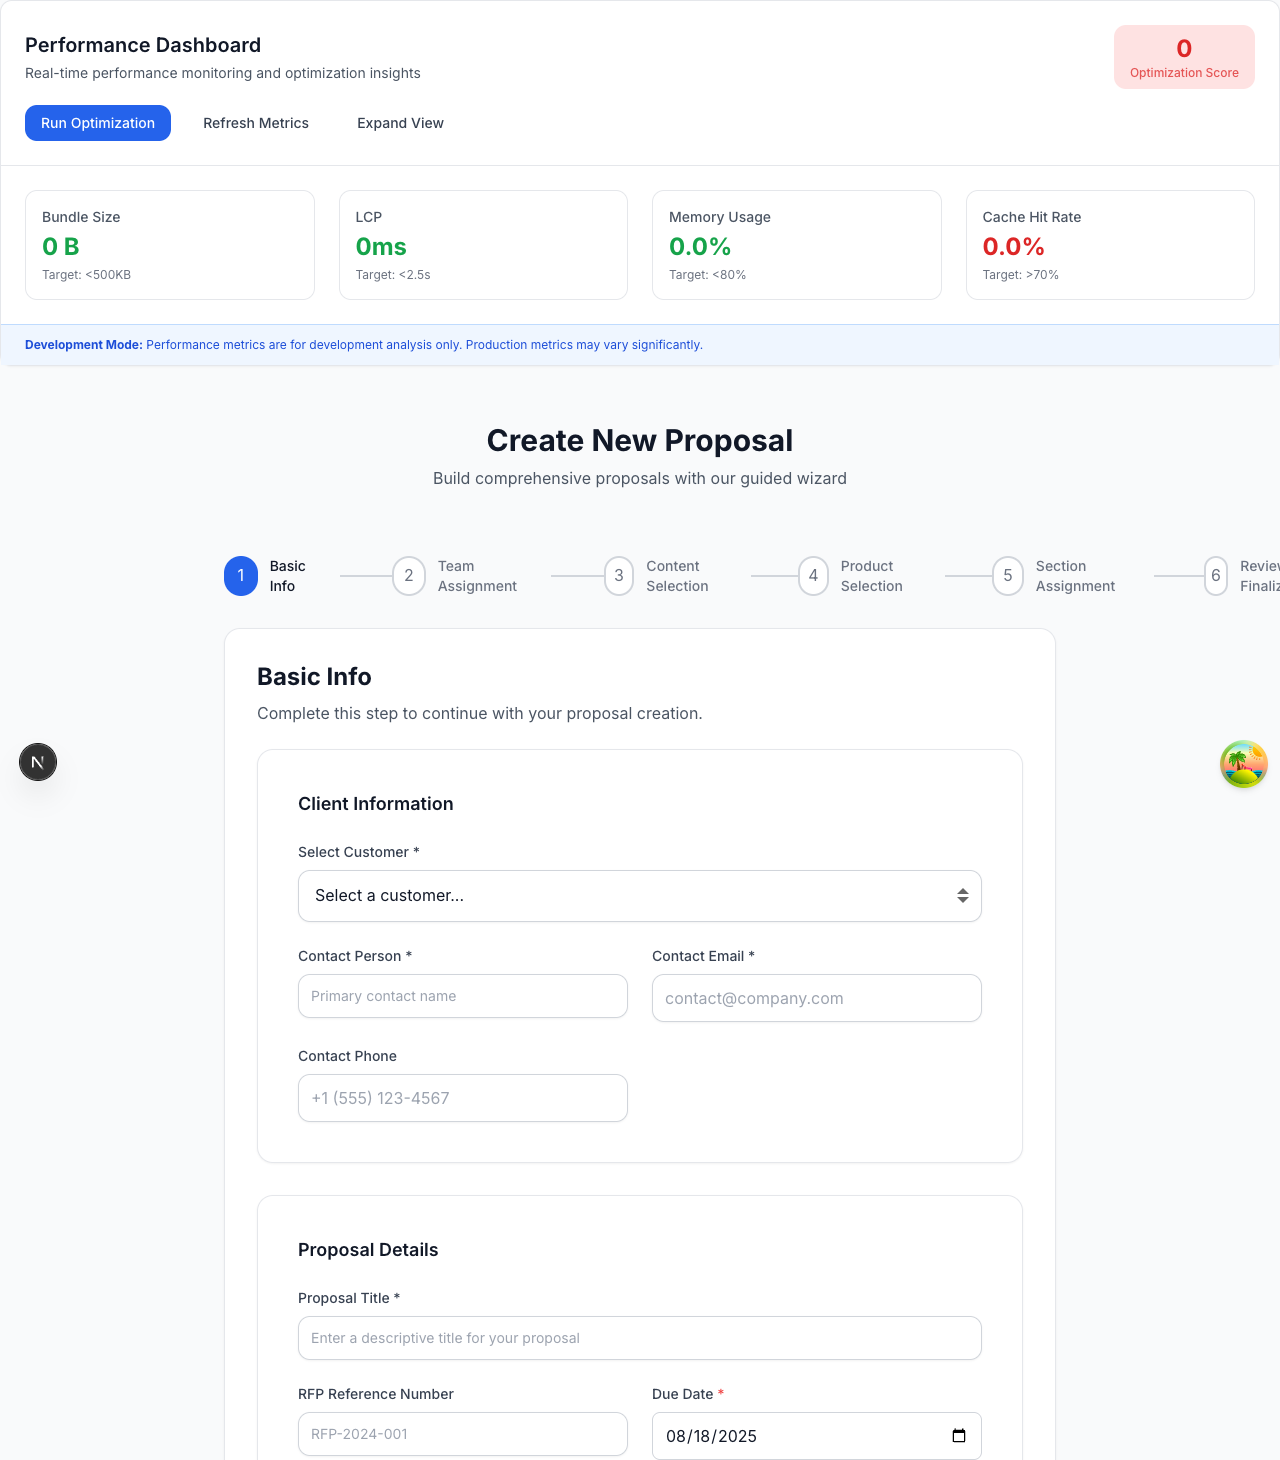 Performance Dashboard
Real-time performance monitoring and optimization insights
0
Optimization Score
Run Optimization
Refresh Metrics
Expand View
Bundle Size
0 B
Target: <500KB
LCP
0ms
Target: <2.5s
Memory Usage
0.0%
Target: <80%
Cache Hit Rate
0.0%
Target: >70%
Development Mode: Performance metrics are for development analysis only. Production metrics may vary significantly.
Create New Proposal
Build comprehensive proposals with our guided wizard
1
Basic
Info
2
Team
Assignment
3
Content
Selection
4
Product
Selection
5
Section
Assignment
6
Basic Info
Complete this step to continue with your proposal creation.
N
Client Information
Select Customer *
Select a customer...
Contact Person *
Primary contact name
Contact Email *
contact@company.com
Contact Phone
+1 (555) 123-4567
Proposal Details
Proposal Title *
Enter a descriptive title for your proposal
RFP Reference Number
RFP-2024-001
Due Date *
08/18/2025